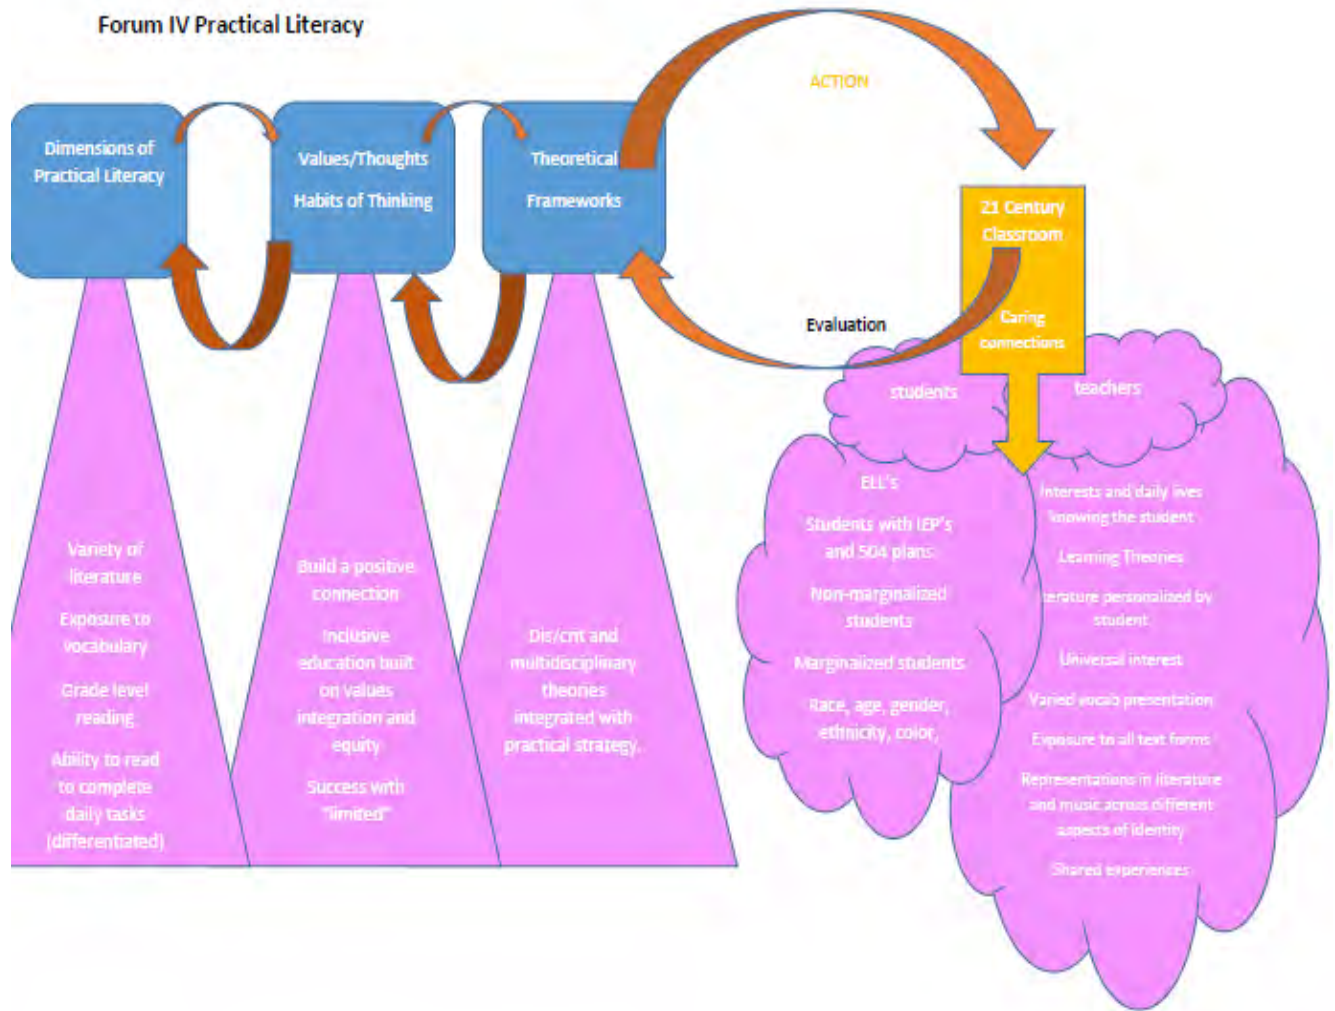 Forum IV Practical Literacy
ACTION
Dimensions of
Practical Literacy
Values/Thoughts
Habits of Thinking
Theoretical
Frameworks
21 Century
Classroom
Caring
connections
Evaluation
students
teachers
Variety of
literature
Exposure to
vocabulary
Grade level
reading
Ability to read
to complete
daily tasks
(differentiated)
Build a positive
connection
Inclusive
education built
on values
integration and
equity
Success with
"limited"
Dis/crit and
multidisciplinary
theories
integrated with
practical strategy.
ELL's
Students with IEP's
and 504 plans
Non-marginalized
students
Marginalized students
Race, age, gender,
ethnicity, color,
Interests and daily lives
knowing the student
Learning Theories
terature personalized by
student
Universal interest
Varied vocab presentation
Exposure to all text forms
Representations in literature
and music across different
aspects of identity
Shared experiences